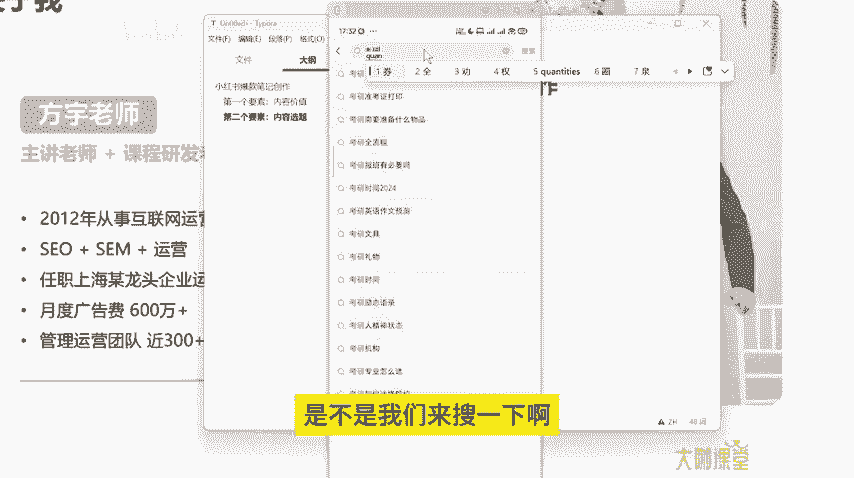 于我
方宇老师
主讲老师 + 课程研发
2012年从事互联网运营
SEO + SEM + 运营
任职上海某龙头企业运
月度广告费 600万+
管理运营团队 近300+
Untitled - Typora
文件(F) 编辑(E) 段落(P) 格式(O)
文件 大纲
小红书爆款笔记创作
第一个要素：内容价值
第二个要素：内容选题
17:32
搜索
quan
1 券 2 全 3 劝 4 权 5 quantities 6 圈 7 泉
考研准考证打印
考研需要准备什么物品
考研全流程
考研报班有必要吗
考研时间2024
考研英语作文预测
考研文具
考研礼物
考研时间
考研励志语录
考研人精神状态
考研机构
考研专业怎么选
作
ZH 48 词
是不是我们来搜一下啊
大鹏课堂